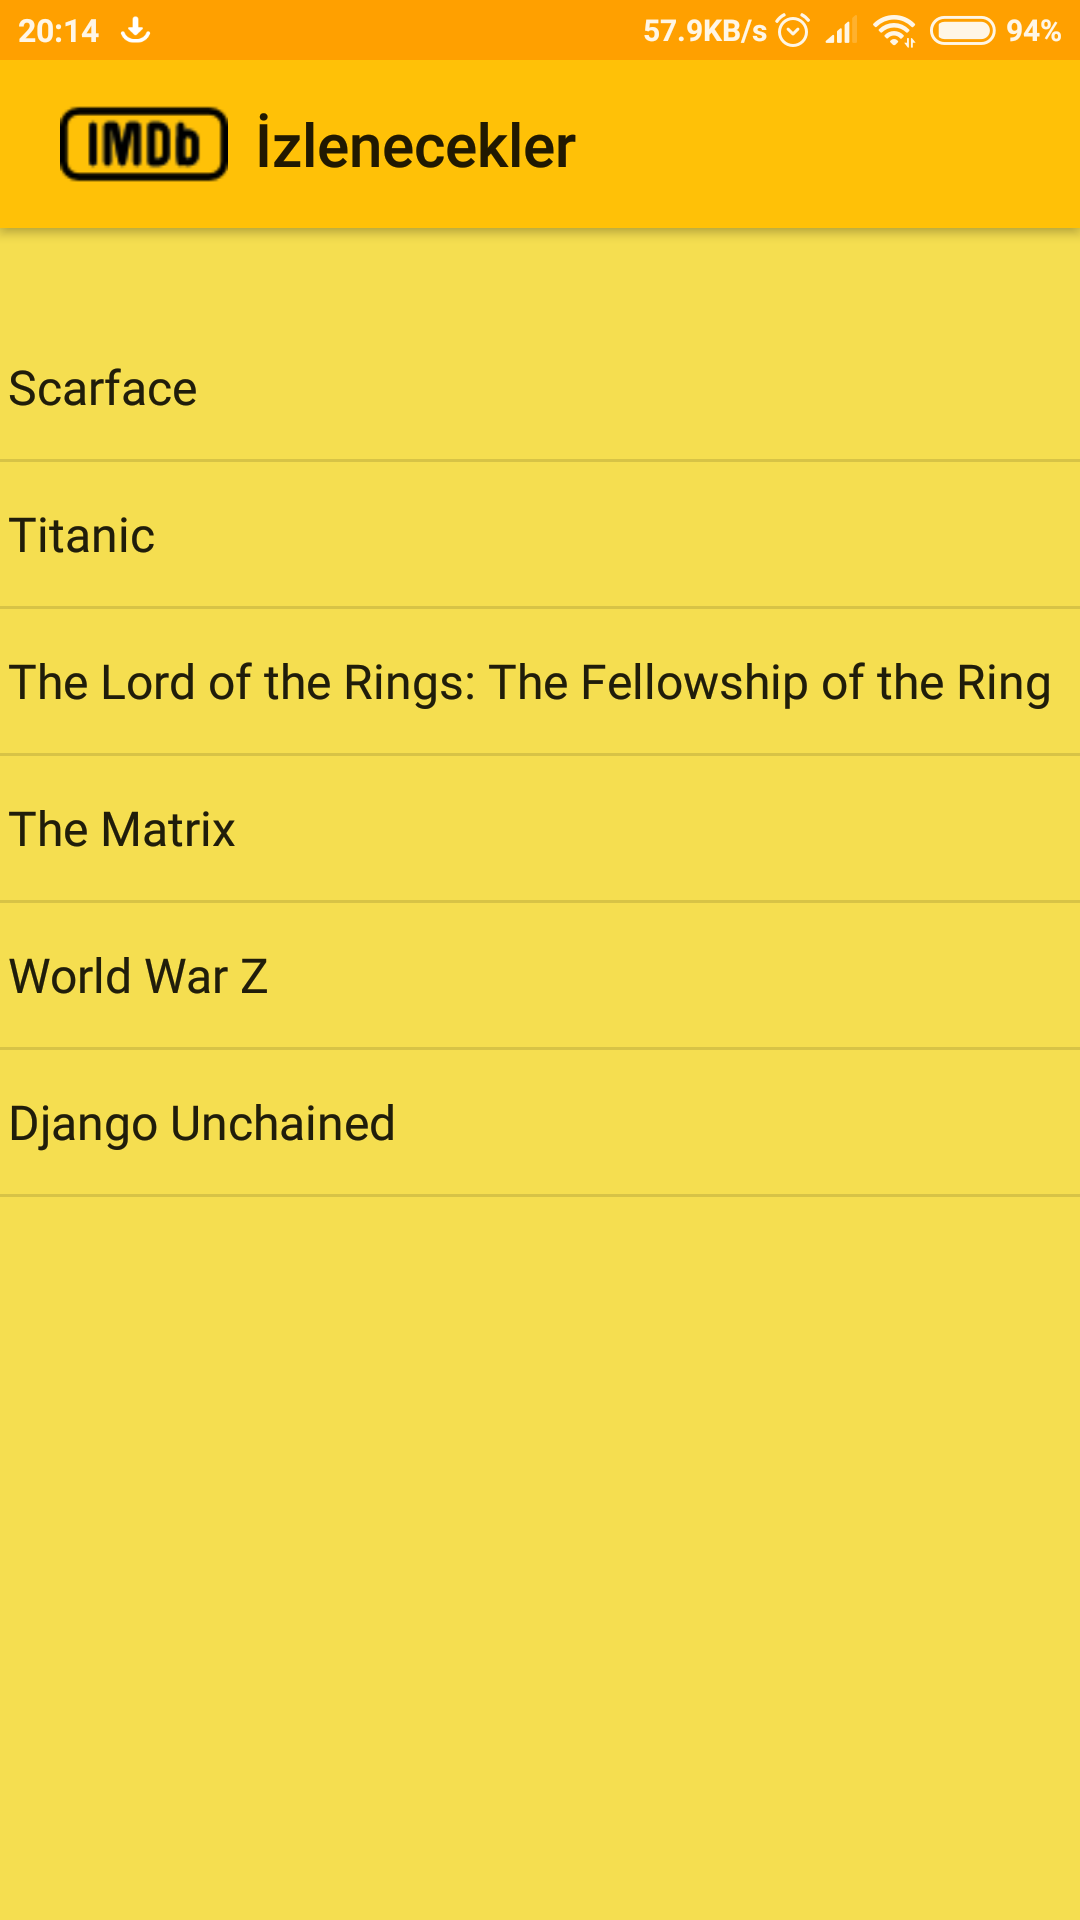 20:14 57.9KB/s 94%
IMDb İzlenecekler
Scarface
Titanic
The Lord of the Rings: The Fellowship of the Ring
The Matrix
World War Z
Django Unchained